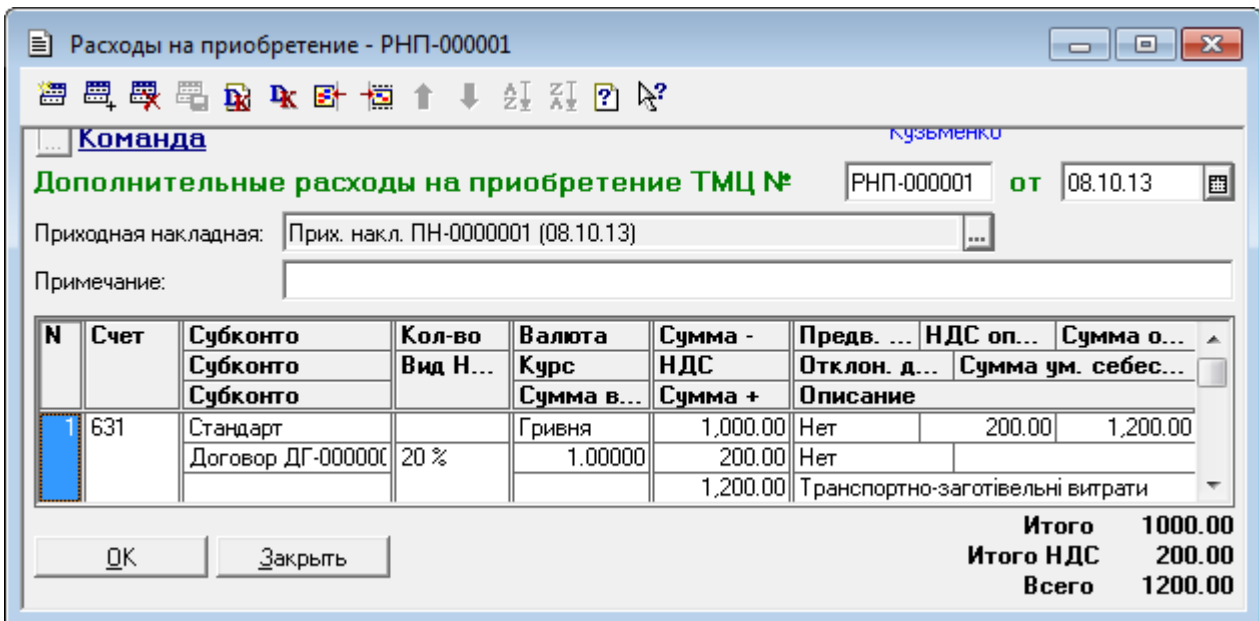 Расходы на приобретение - РНП-000001
Команда
Кузьменко
Дополнительные расходы на приобретение ТМЦ № РНП-000001 от 08.10.13
Приходная накладная: Прих. накл. ПН-0000001 (08.10.13) ...
Примечание:
N Счет Субконто Кол-во Валюта Сумма - Предв. ... НДС оп... Сумма о...
Субконто Вид Н... Курс НДС Отклон. д... Сумма ум. себес...
Субконто Сумма в... Сумма + Описание
1 631 Стандарт Гривня 1,000.00 Нет 200.00 1,200.00
Договор ДГ-000000 20 % 1.00000 200.00 Нет
1,200.00 Транспортно-заготівельні витрати
Итого 1000.00
OK Закрыть Итого НДС 200.00
Всего 1200.00